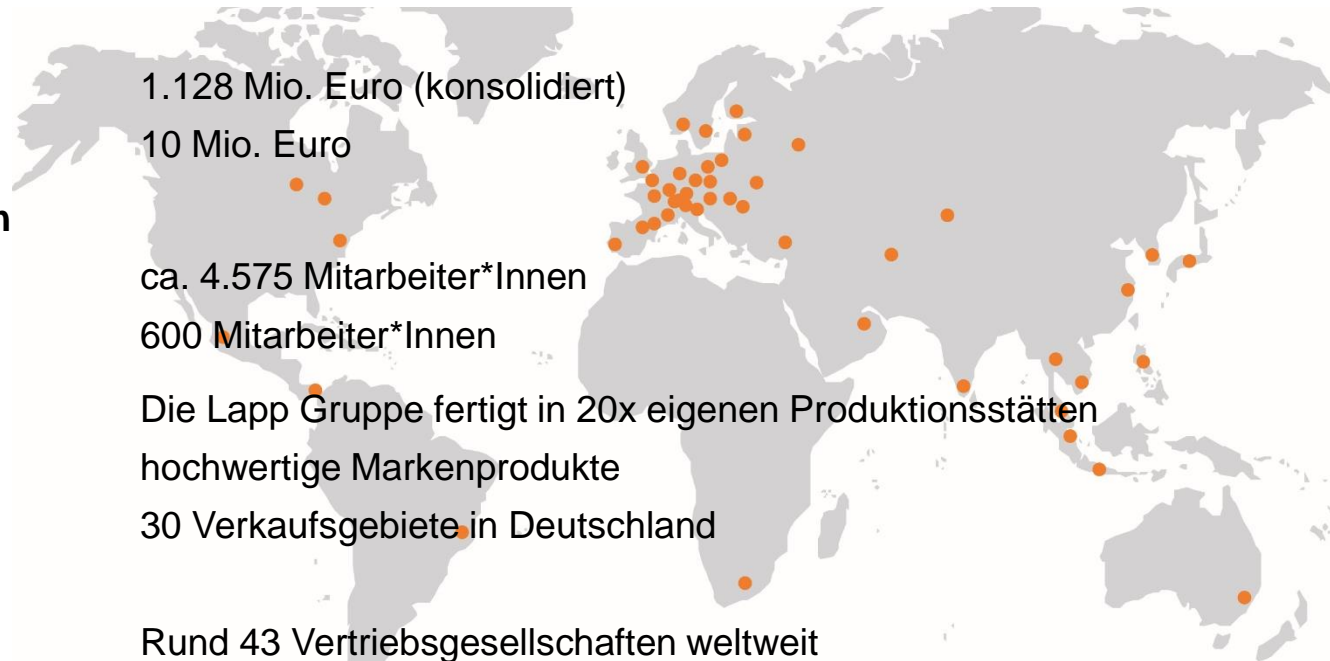 1.128 Mio. Euro (konsolidiert)
10 Mio. Euro
n
ca. 4.575 Mitarbeiter*Innen
600 Mitarbeiter*Innen
Die Lapp Gruppe fertigt in 20x eigenen Produktionsstätten
hochwertige Markenprodukte
30 Verkaufsgebiete in Deutschland
Rund 43 Vertriebsgesellschaften weltweit